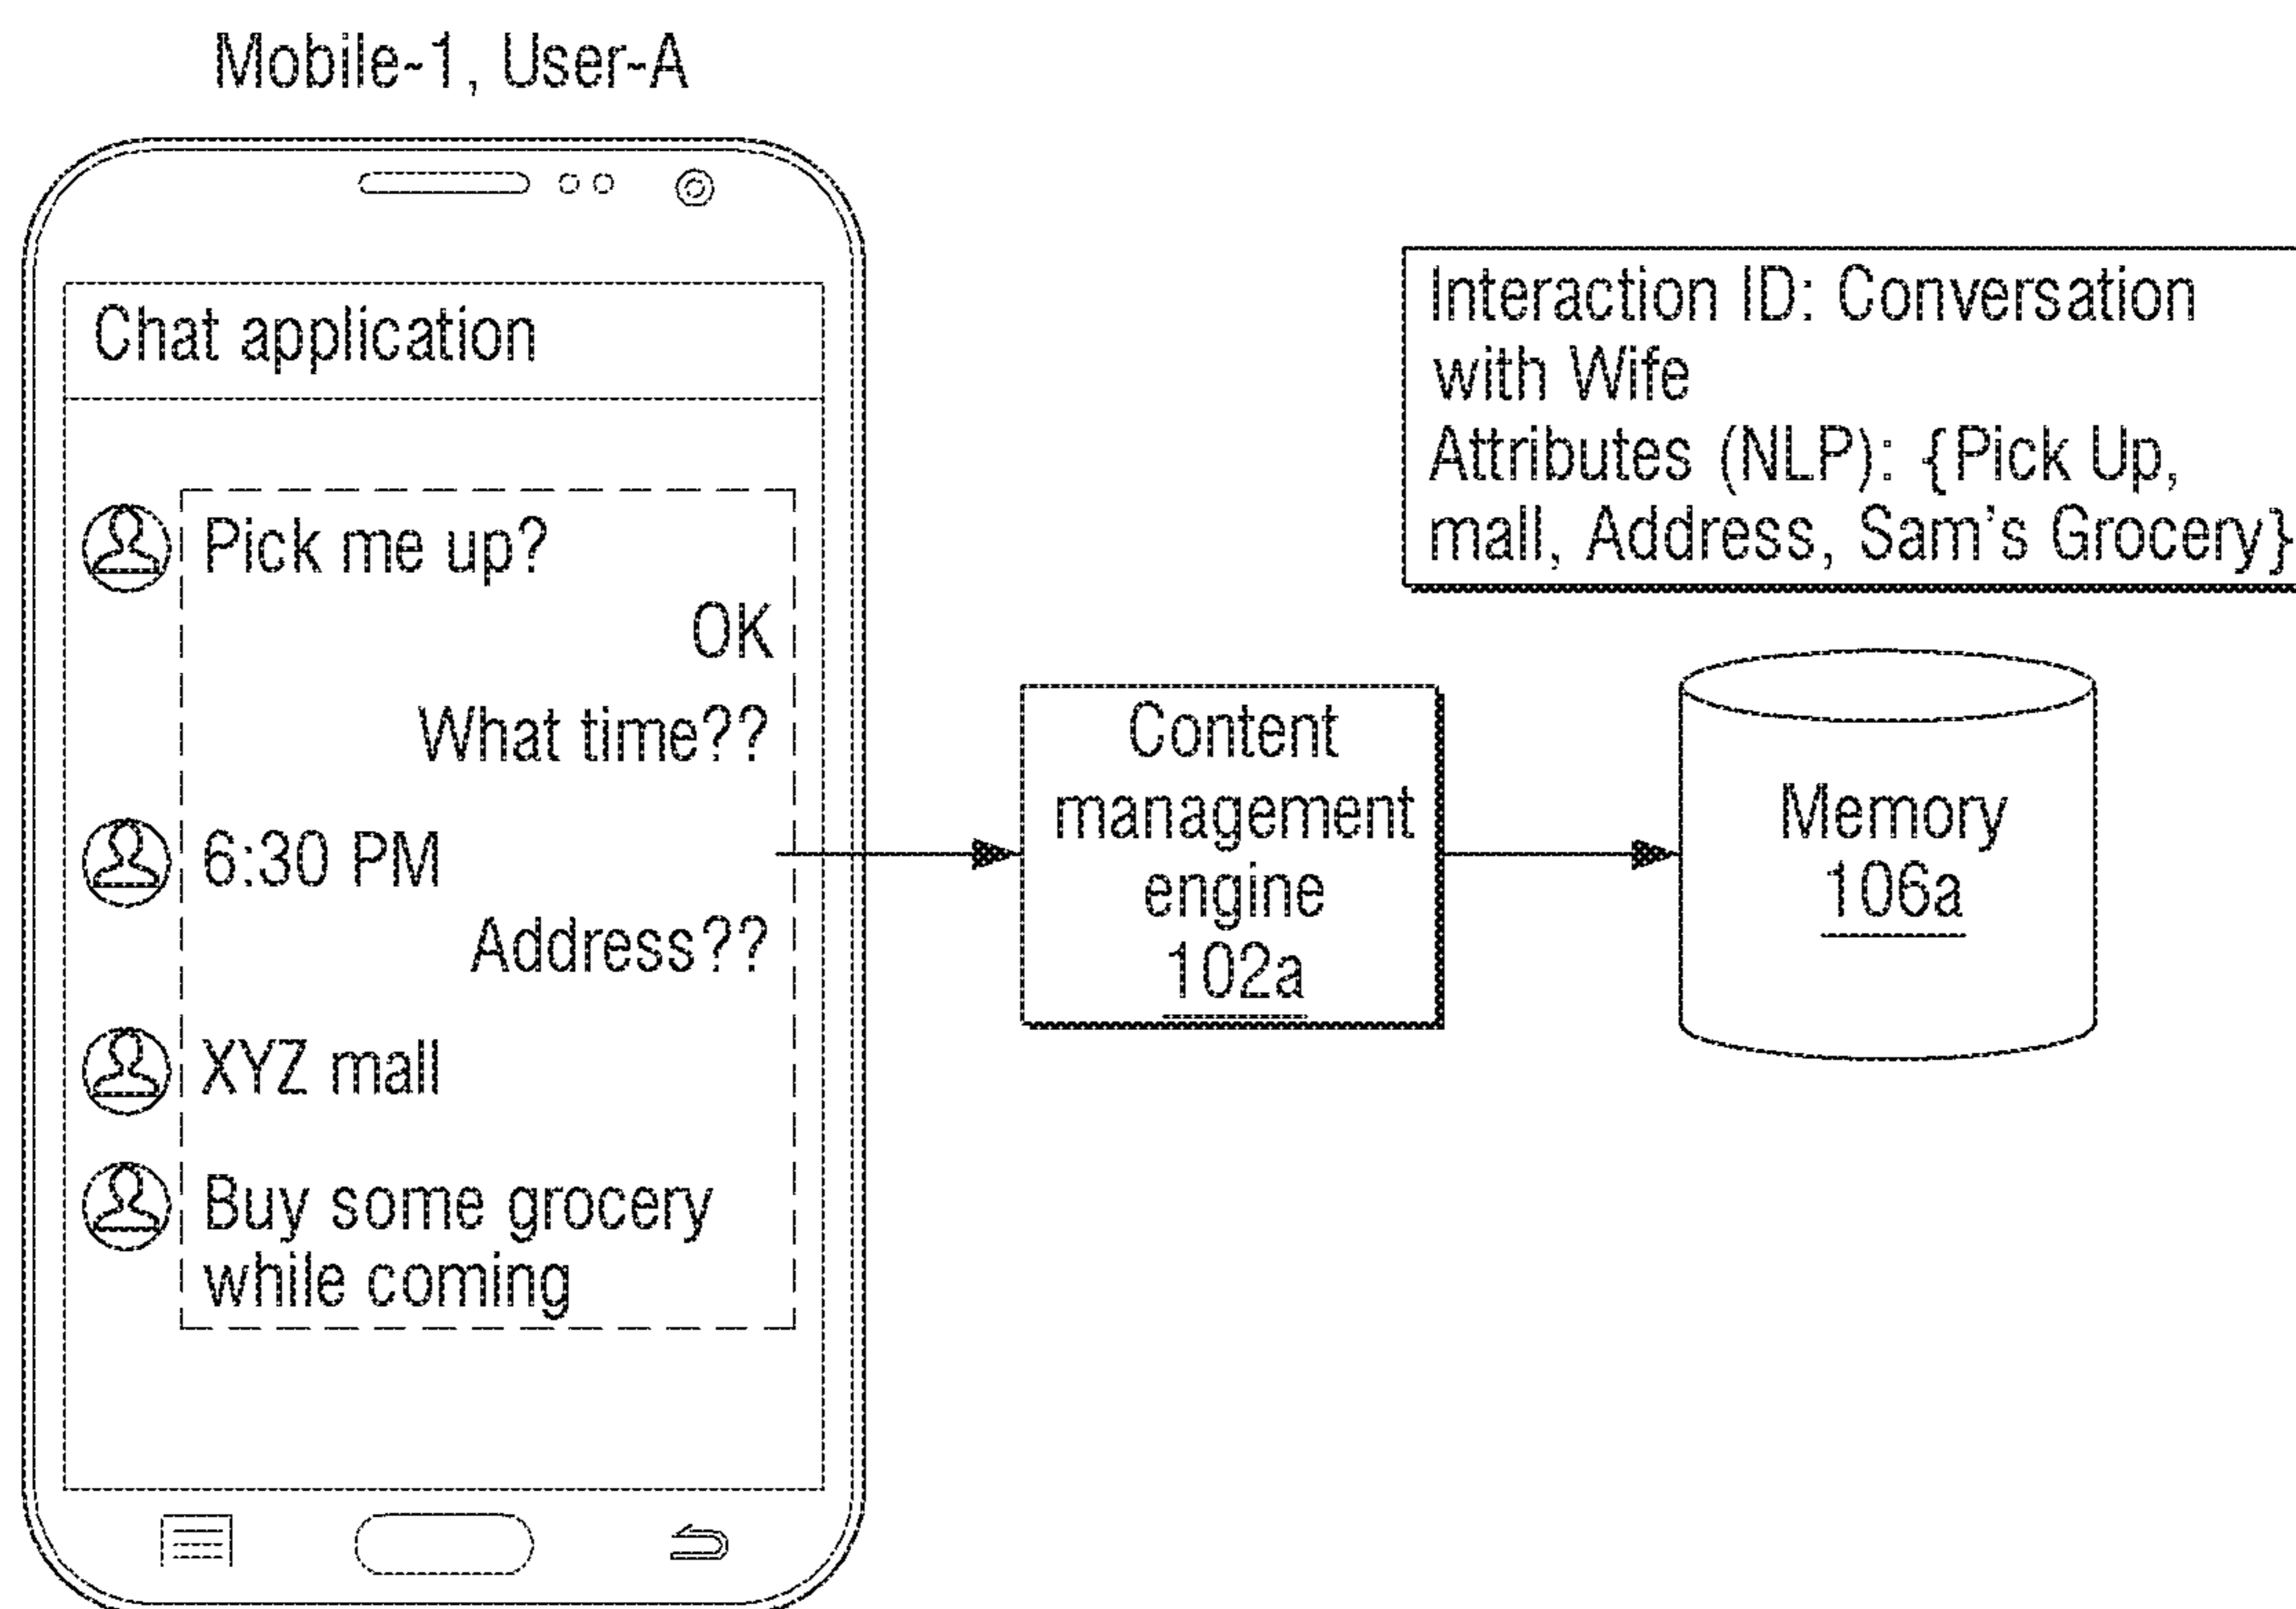 Mobile-1, User-A
Chat application
Pick me up?
OK
What time??
6:30 PM
Address??
XYZ mall
Buy some grocery
while coming
Content
management
engine
102a
Interaction ID: Conversation
with Wife
Attributes (NLP): {Pick Up,
mall, Address, Sam's Grocery}
Memory
106a